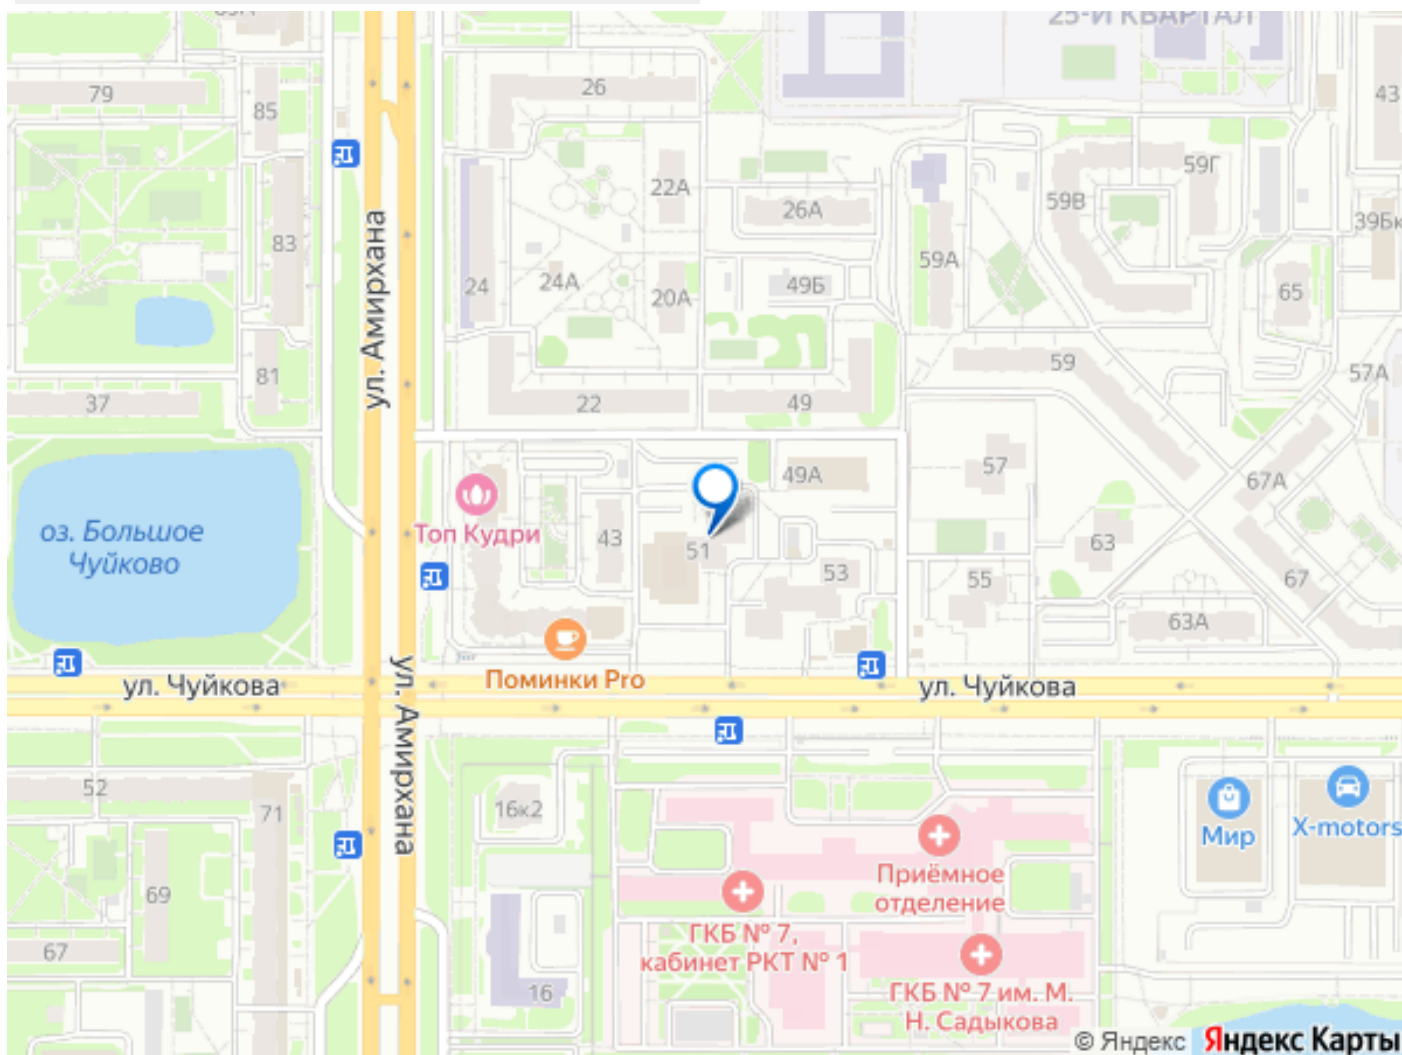 25-Й КВАРТАЛ
79
85
26
43
22А
26А
59Г
59В
39Бк
83
24
24А
20А
49Б
59А
65
ул. Амирхана
81
37
22
49
59
57А
49А
57
67А
Топ Кудри
оз. Большое
Чуйково
43
51
53
55
63
67
63А
Поминки Pro
ул. Чуйкова
ул. Чуйкова
ул. Амирхана
52
71
16к2
69
67
16
Мир
X-motors
Приёмное
отделение
ГКБ № 7,
кабинет РКТ № 1
ГКБ № 7 им. М.
Н. Садыкова
© Яндекс Яндекс Карты